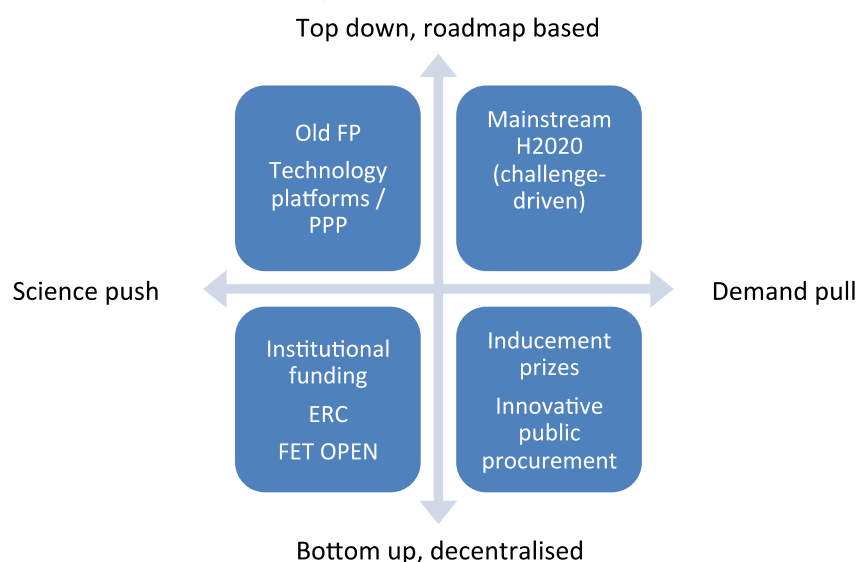 Top down, roadmap based
Old FP
Technology
platforms /
PPP
Mainstream
H2020
(challenge-
driven)
Science push
Demand pull
Institutional
funding
ERC
FET OPEN
Inducement
prizes
Innovative
public
procurement
Bottom up, decentralised